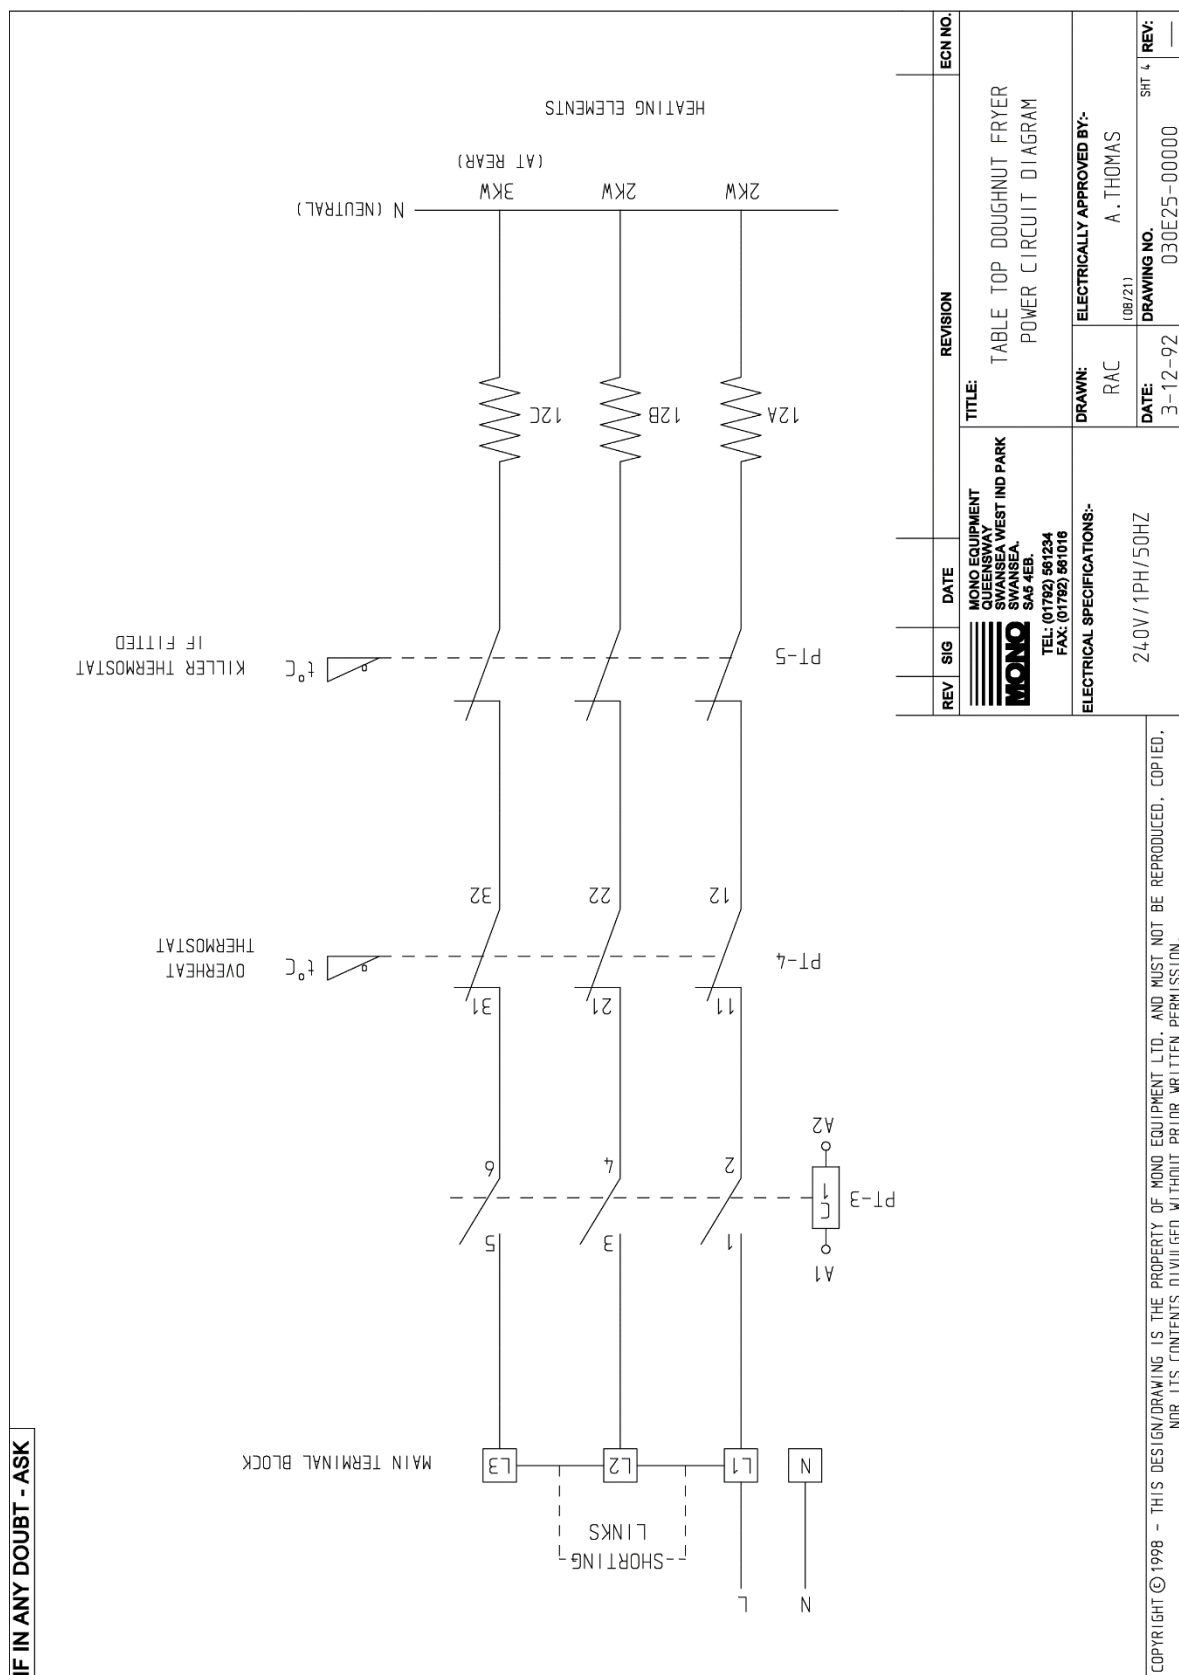 IF IN ANY DOUBT - ASK
HEATING ELEMENTS
(AT REAR)
3KW
2KW
2KW
N (NEUTRAL)
12C
12B
12A
KILLER THERMOSTAT
IF FITTED
t°C
PT-5
32
22
12
OVERHEAT
THERMOSTAT
t°C
PT-4
31
21
11
6
4
2
A2
C
1
PT-3
5
3
1
A1
MAIN TERMINAL BLOCK
L3
L2
L1
N
SHORTING
LINKS
L
N
REV
SIG
DATE
REVISION
ECN NO.
MONO
MONO EQUIPMENT
QUEENSWAY
SWANSEA WEST IND PARK
SWANSEA.
SA5 4EB.
TEL: (01792) 561234
FAX: (01792) 561016
TITLE:
TABLE TOP DOUGHNUT FRYER
POWER CIRCUIT DIAGRAM
ELECTRICAL SPECIFICATIONS:-
240V/1PH/50HZ
DRAWN:
RAC
ELECTRICALLY APPROVED BY:-
A.THOMAS
(08/21)
DATE:
3-12-92
DRAWING NO.
030E25-00000
SHT 4
REV:
—
COPYRIGHT © 1998 - THIS DESIGN/DRAWING IS THE PROPERTY OF MONO EQUIPMENT LTD. AND MUST NOT BE REPRODUCED, COPIED,
NOR ITS CONTENTS DIVULGED WITHOUT PRIOR WRITTEN PERMISSION.